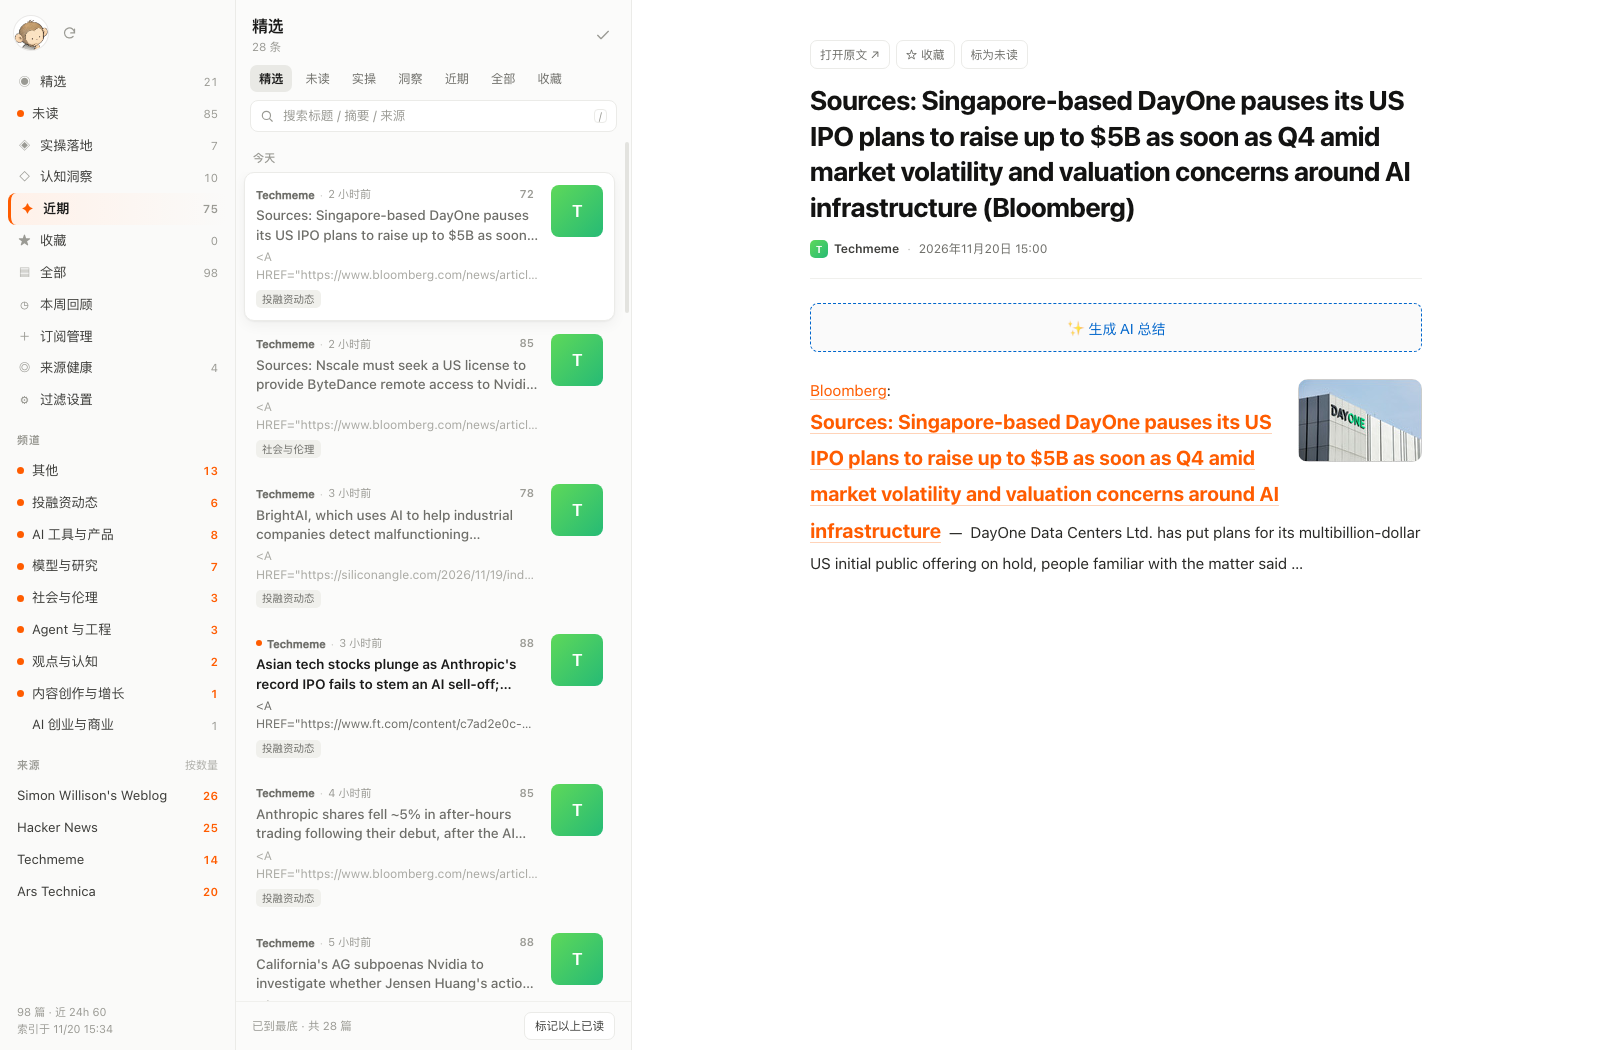 精选 21
未读 85
实操落地 7
认知洞察 10
近期 75
收藏 0
全部 98
本周回顾
订阅管理
来源健康 4
过滤设置
频道
其他 13
投融资动态 6
AI 工具与产品 8
模型与研究 7
社会与伦理 3
Agent 与工程 3
观点与认知 2
内容创作与增长 1
AI 创业与商业 1
来源 按数量
Simon Willison's Weblog 26
Hacker News 25
Techmeme 14
Ars Technica 20
98 篇 · 近 24h 60
索引于 11/20 15:34
精选
28 条
精选 未读 实操 洞察 近期 全部 收藏
搜索标题 / 摘要 / 来源 /
今天
Techmeme · 2 小时前 72
T
Sources: Singapore-based DayOne pauses
its US IPO plans to raise up to $5B as soon...
<A
HREF="https://www.bloomberg.com/news/articl...
投融资动态
Techmeme · 2 小时前 85
T
Sources: Nscale must seek a US license to
provide ByteDance remote access to Nvidi...
<A
HREF="https://www.bloomberg.com/news/articl...
社会与伦理
Techmeme · 3 小时前 78
T
BrightAI, which uses AI to help industrial
companies detect malfunctioning...
<A
HREF="https://siliconangle.com/2026/11/19/ind...
投融资动态
Techmeme · 3 小时前 88
T
Asian tech stocks plunge as Anthropic's
record IPO fails to stem an AI sell-off;...
<A
HREF="https://www.ft.com/content/c7ad2e0c-...
投融资动态
Techmeme · 4 小时前 85
T
Anthropic shares fell ~5% in after-hours
trading following their debut, after the AI...
<A
HREF="https://www.bloomberg.com/news/articl...
投融资动态
Techmeme · 5 小时前 88
T
California's AG subpoenas Nvidia to
investigate whether Jensen Huang's actio...
已到最底 · 共 28 篇 标记以上已读
打开原文 ↗ ☆ 收藏 标为未读
Sources: Singapore-based DayOne pauses its US
IPO plans to raise up to $5B as soon as Q4 amid
market volatility and valuation concerns around AI
infrastructure (Bloomberg)
T Techmeme · 2026年11月20日 15:00
✨ 生成 AI 总结
Bloomberg:
DAYONE
Sources: Singapore-based DayOne pauses its US
IPO plans to raise up to $5B as soon as Q4 amid
market volatility and valuation concerns around AI
infrastructure — DayOne Data Centers Ltd. has put plans for its multibillion-dollar
US initial public offering on hold, people familiar with the matter said ...